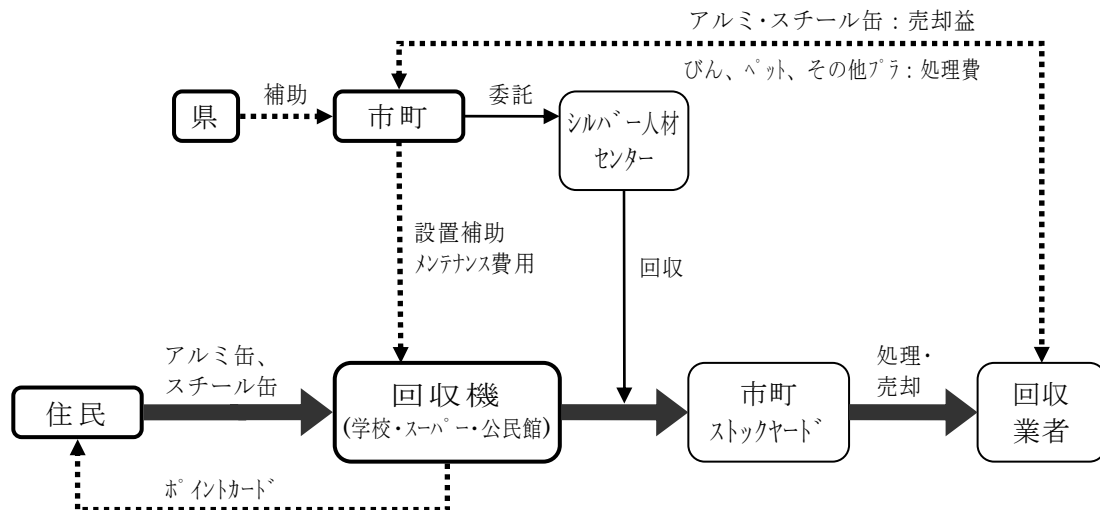 アルミ・スチール缶：売却益
びん、ペット、その他プラ：処理費
県
補助
市町
委託
シルバー人材
センター
設置補助
メンテナンス費用
回収
アルミ缶、
スチール缶
住民
回収機
(学校・スーパー・公民館)
市町
ストックヤード
処理・
売却
回収
業者
ポイントカード